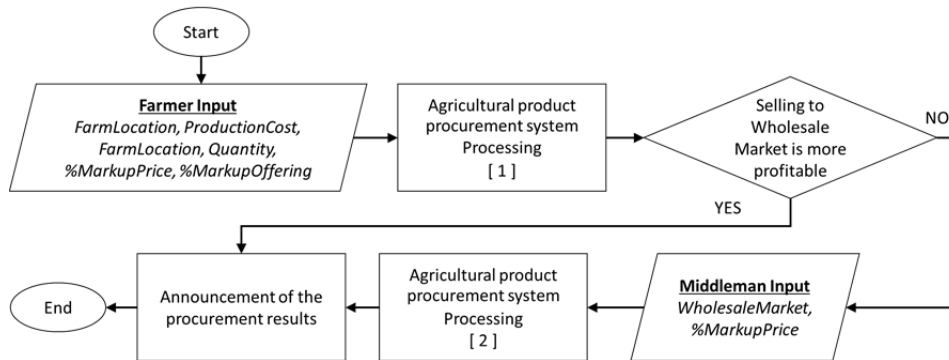 Start
Farmer Input
FarmLocation, ProductionCost,
FarmLocation, Quantity,
%MarkupPrice, %MarkupOffering
Agricultural product
procurement system
Processing
[ 1 ]
Selling to
Wholesale
Market is more
profitable
NO
YES
End
Announcement of the
procurement results
Agricultural product
procurement system
Processing
[ 2 ]
Middleman Input
WholesaleMarket,
%MarkupPrice